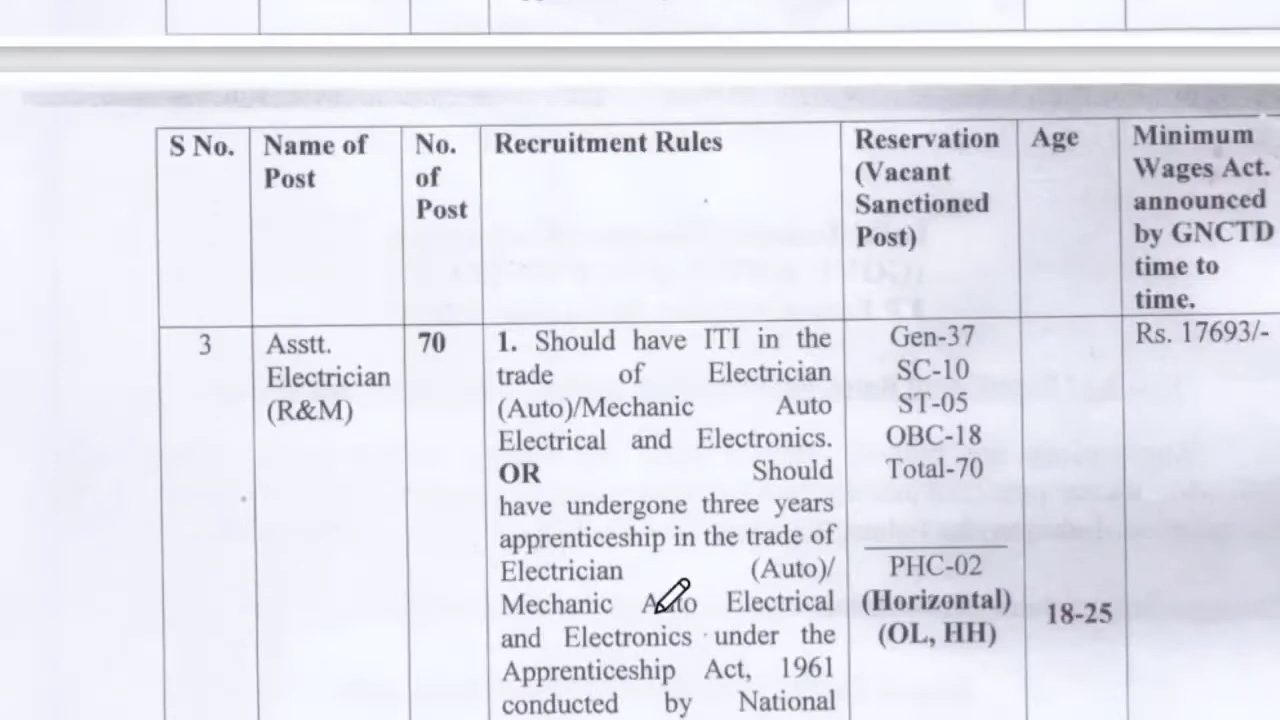 S No.
Name of
Post
No.
of
Post
Recruitment Rules
Reservation
(Vacant
Sanctioned
Post)
Age
Minimum
Wages Act.
announced
by GNCTD
time to
time.
3
Asstt.
Electrician
(R&M)
70
1. Should have ITI in the
trade of Electrician
(Auto)/Mechanic Auto
Electrical and Electronics.
OR Should
have undergone three years
apprenticeship in the trade of
Electrician (Auto)/
Mechanic Auto Electrical
and Electronics under the
Apprenticeship Act, 1961
conducted by National
Gen-37
SC-10
ST-05
OBC-18
Total-70
PHC-02
(Horizontal)
(OL, HH)
18-25
Rs. 17693/-